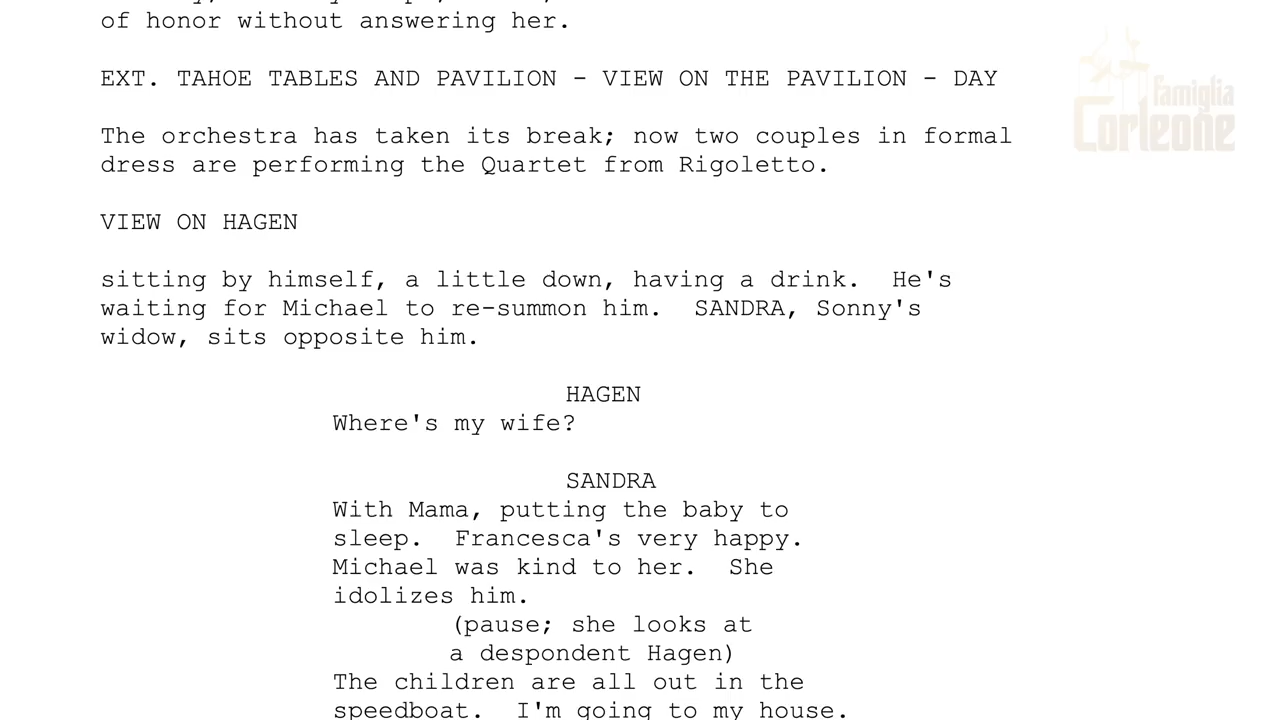 of honor without answering her.
EXT. TAHOE TABLES AND PAVILION - VIEW ON THE PAVILION - DAY
The orchestra has taken its break; now two couples in formal
dress are performing the Quartet from Rigoletto.
VIEW ON HAGEN
sitting by himself, a little down, having a drink.  He's
waiting for Michael to re-summon him.  SANDRA, Sonny's
widow, sits opposite him.
HAGEN
Where's my wife?
SANDRA
With Mama, putting the baby to
sleep.  Francesca's very happy.
Michael was kind to her.  She
idolizes him.
(pause; she looks at
a despondent Hagen)
The children are all out in the
speedboat.  I'm going to my house.
famiglia
Corleone